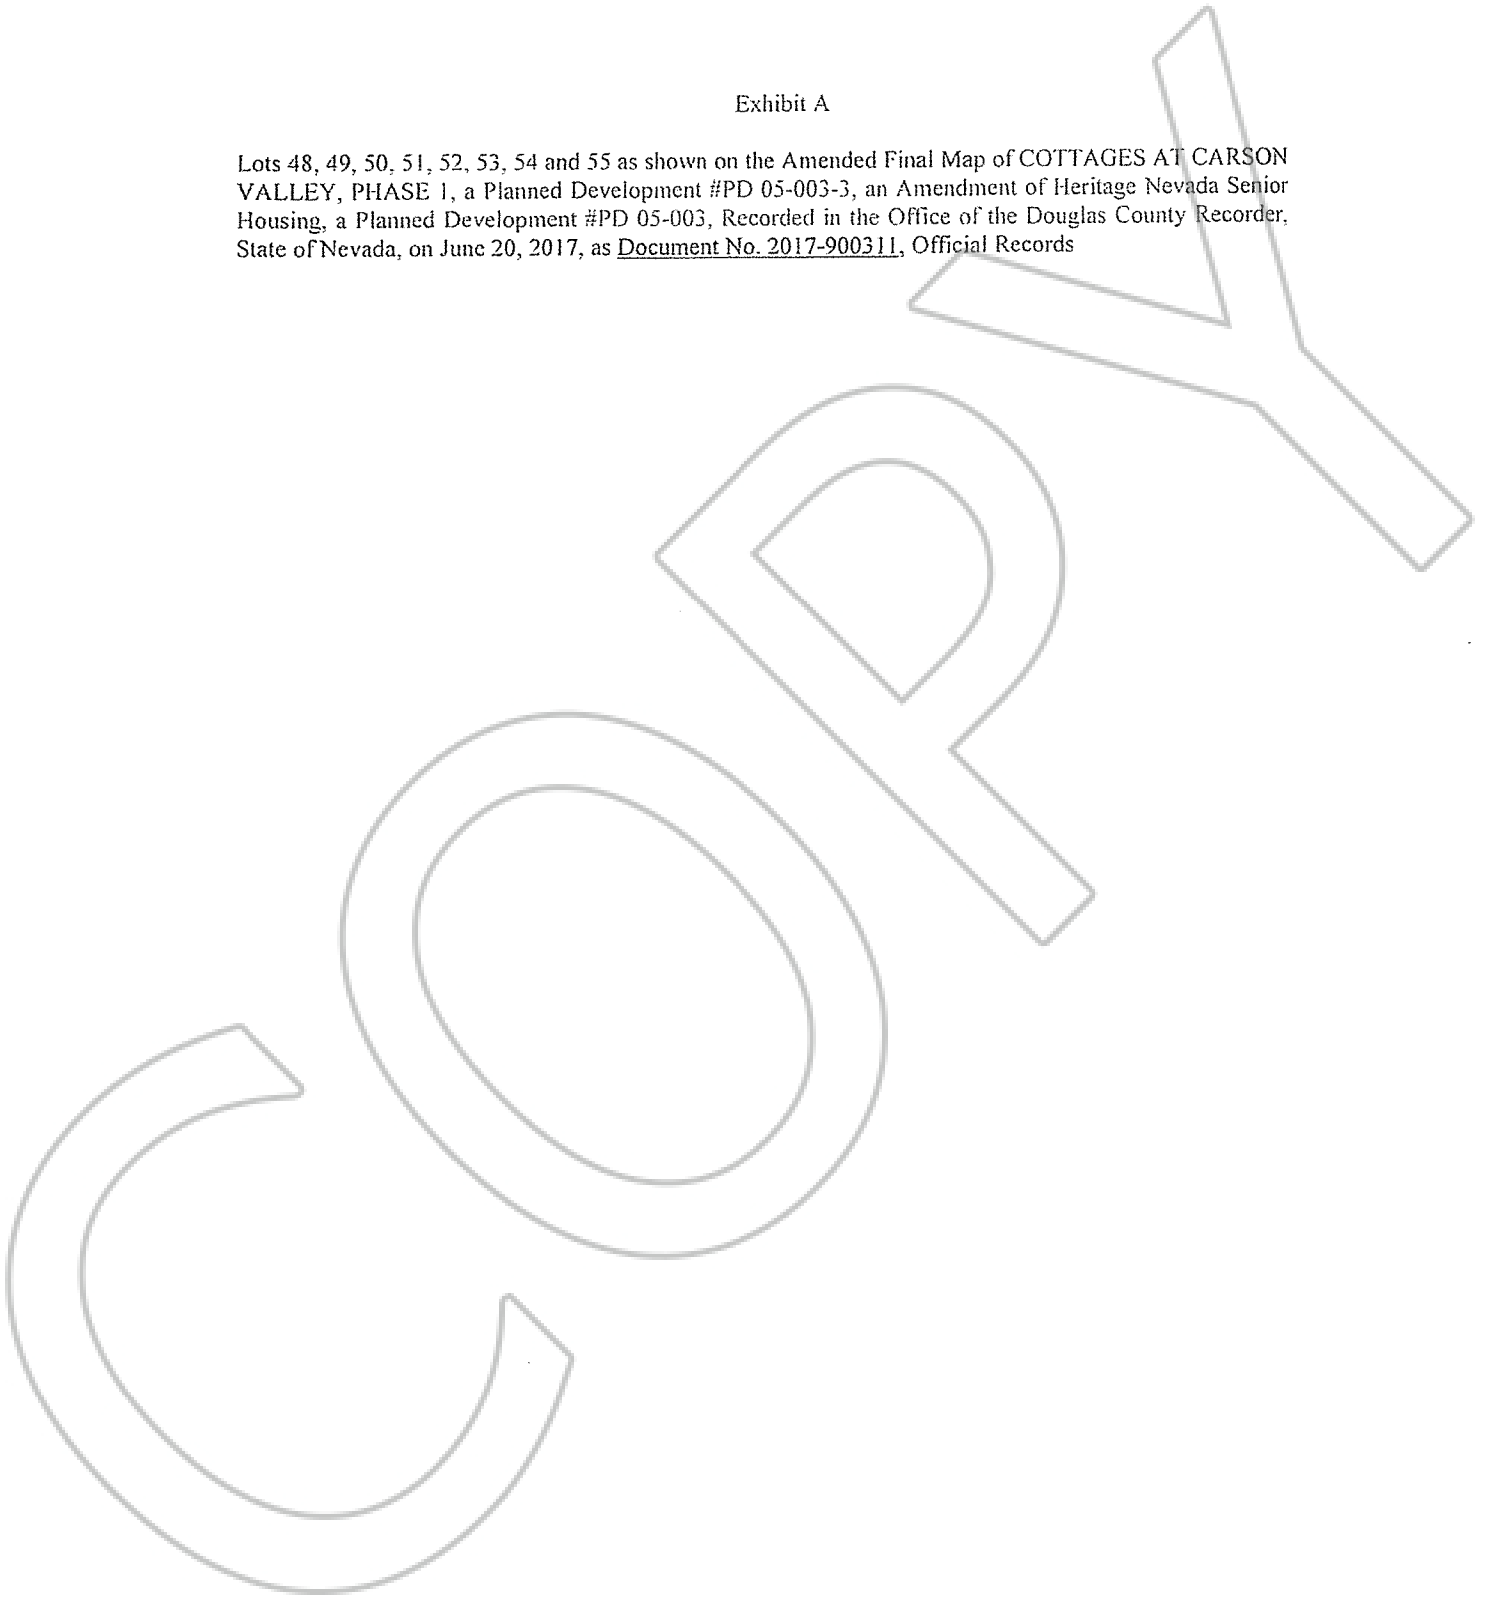 Exhibit A
Lots 48, 49, 50, 51, 52, 53, 54 and 55 as shown on the Amended Final Map of COTTAGES AT CARSON
VALLEY, PHASE 1, a Planned Development #PD 05-003-3, an Amendment of Heritage Nevada Senior
Housing, a Planned Development #PD 05-003, Recorded in the Office of the Douglas County Recorder,
State of Nevada, on June 20, 2017, as Document No. 2017-900311, Official Records
COPY